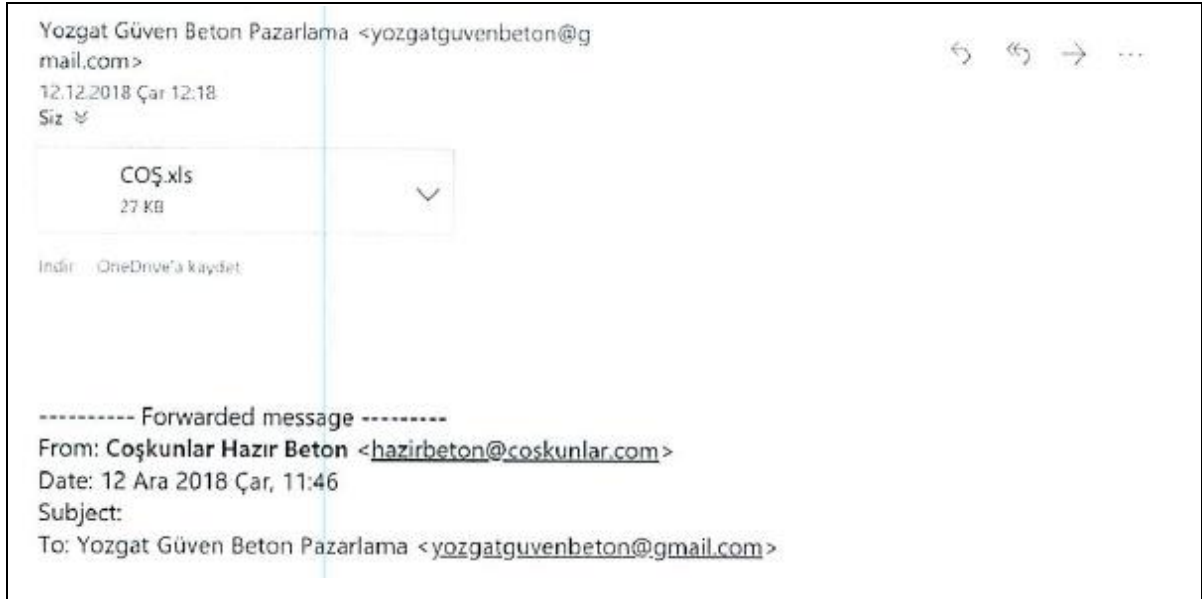 Yozgat Güven Beton Pazarlama <yozgatguvenbeton@g
mail.com>
12.12.2018 Çar 12:18
Siz
COŞ.xls
27 KB
İndir OneDrive'a kaydet
---------- Forwarded message ---------
From: Coşkunlar Hazır Beton <hazirbeton@coskunlar.com>
Date: 12 Ara 2018 Çar, 11:46
Subject:
To: Yozgat Güven Beton Pazarlama <yozgatguvenbeton@gmail.com>